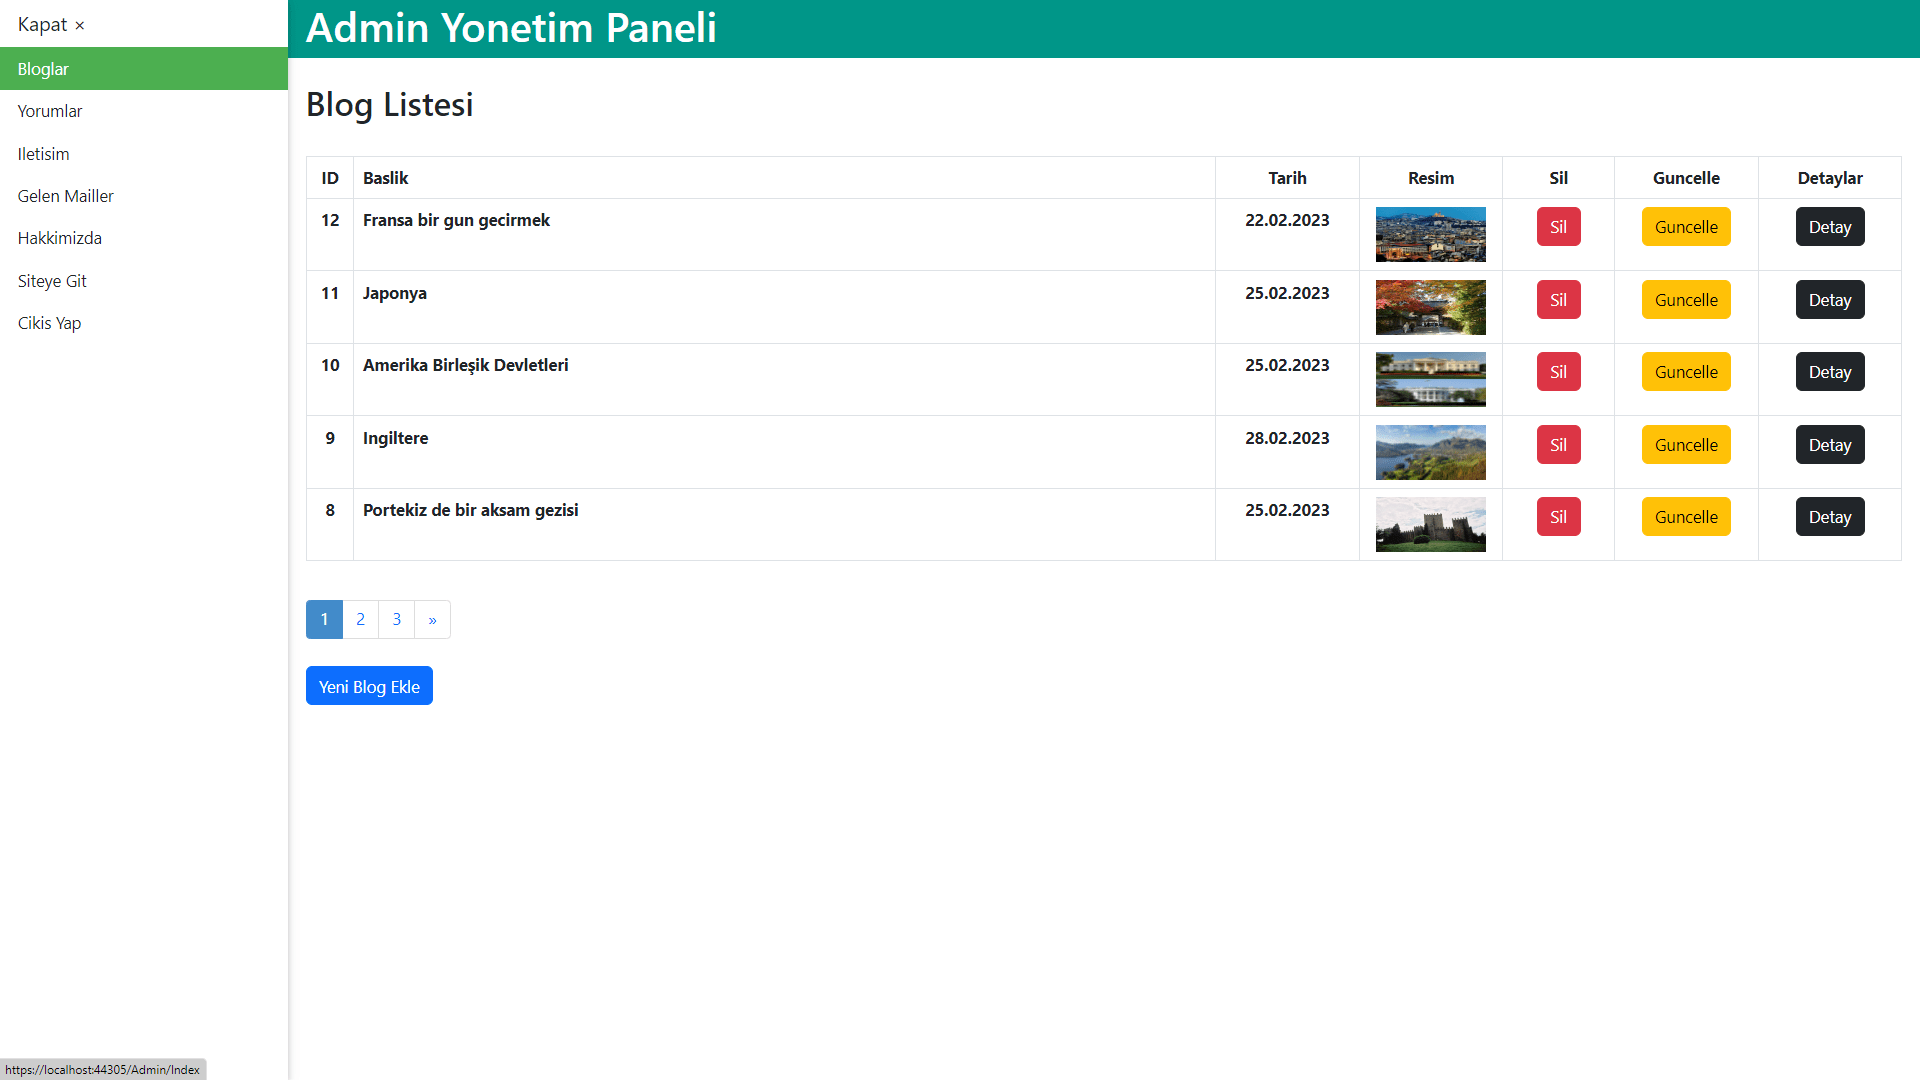 Kapat ×
Bloglar
Yorumlar
Iletisim
Gelen Mailler
Hakkimizda
Siteye Git
Cikis Yap
Admin Yonetim Paneli
Blog Listesi
ID Baslik Tarih Resim Sil Guncelle Detaylar
12 Fransa bir gun gecirmek 22.02.2023 Sil Guncelle Detay
11 Japonya 25.02.2023 Sil Guncelle Detay
10 Amerika Birleşik Devletleri 25.02.2023 Sil Guncelle Detay
9 Ingiltere 28.02.2023 Sil Guncelle Detay
8 Portekiz de bir aksam gezisi 25.02.2023 Sil Guncelle Detay
1 2 3 »
Yeni Blog Ekle
https://localhost:44305/Admin/Index